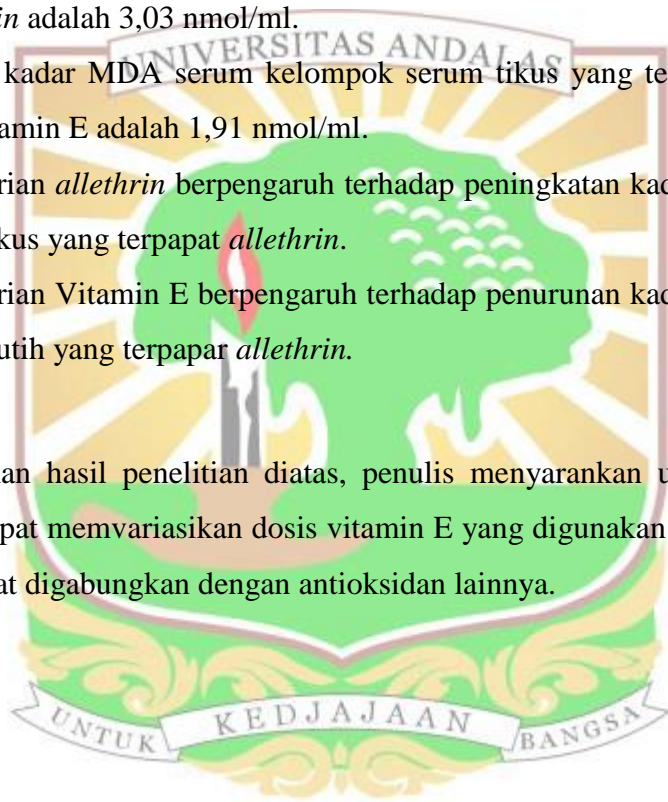 in adalah 3,03 nmol/ml.
UNIVERSITAS ANDALAS
kadar MDA serum kelompok serum tikus yang te
tamin E adalah 1,91 nmol/ml.
rian allethrin berpengaruh terhadap peningkatan kad
kus yang terpapat allethrin.
rian Vitamin E berpengaruh terhadap penurunan kad
utih yang terpapar allethrin.
an hasil penelitian diatas, penulis menyarankan u
pat memvariasikan dosis vitamin E yang digunakan
at digabungkan dengan antioksidan lainnya.
UNTUK KEDJAJAAN BANGSA